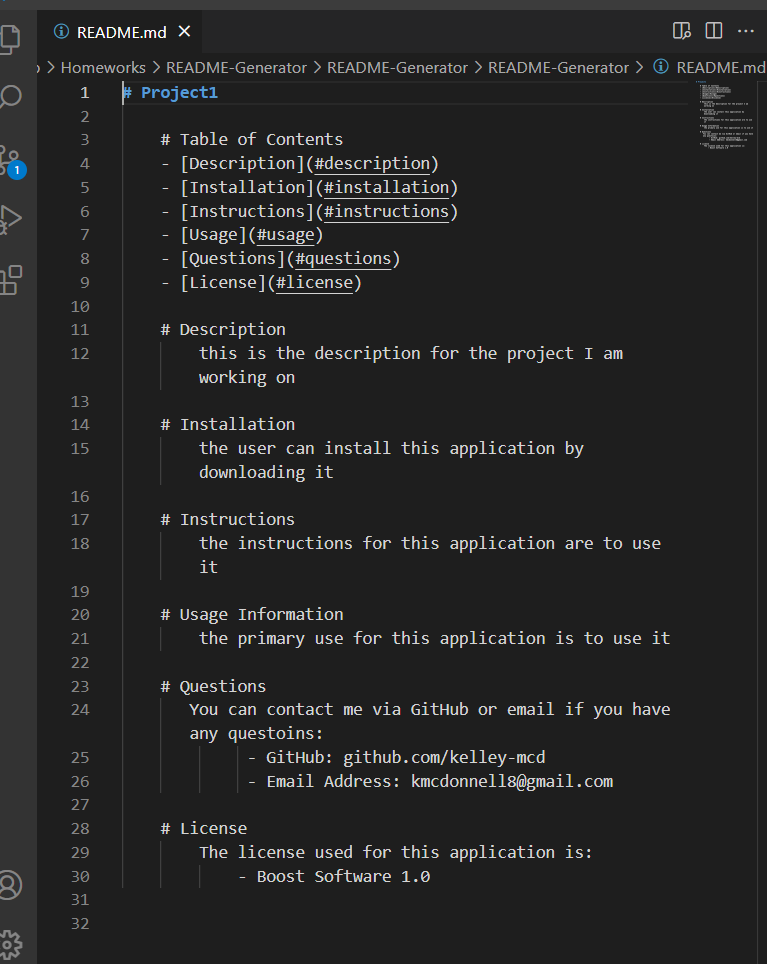 README.md
Homeworks > README-Generator > README-Generator > README-Generator > README.md
1 # Project1
2
3 # Table of Contents
4 - [Description](#description)
5 - [Installation](#installation)
6 - [Instructions](#instructions)
7 - [Usage](#usage)
8 - [Questions](#questions)
9 - [License](#license)
10
11 # Description
12 this is the description for the project I am
working on
13
14 # Installation
15 the user can install this application by
downloading it
16
17 # Instructions
18 the instructions for this application are to use
it
19
20 # Usage Information
21 the primary use for this application is to use it
22
23 # Questions
24 You can contact me via GitHub or email if you have
any questoins:
25 - GitHub: github.com/kelley-mcd
26 - Email Address: kmcdonnell8@gmail.com
27
28 # License
29 The license used for this application is:
30 - Boost Software 1.0
31
32
1